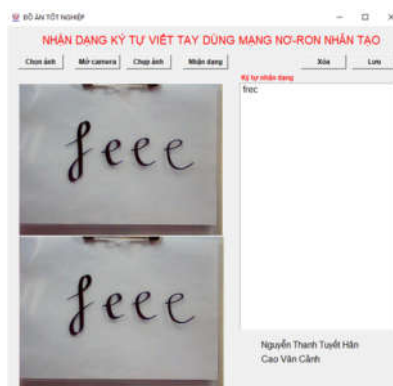 ĐỒ ÁN TỐT NGHIỆP
NHẬN DẠNG KÝ TỰ VIẾT TAY DÙNG MẠNG NƠ-RON NHÂN TẠO
Chọn ảnh Mở camera Chụp ảnh Nhận dạng Xóa Lưu
Ký tự nhận dạng
frec
feee
feee
Nguyễn Thanh Tuyết Hân
Cao Văn Cảnh